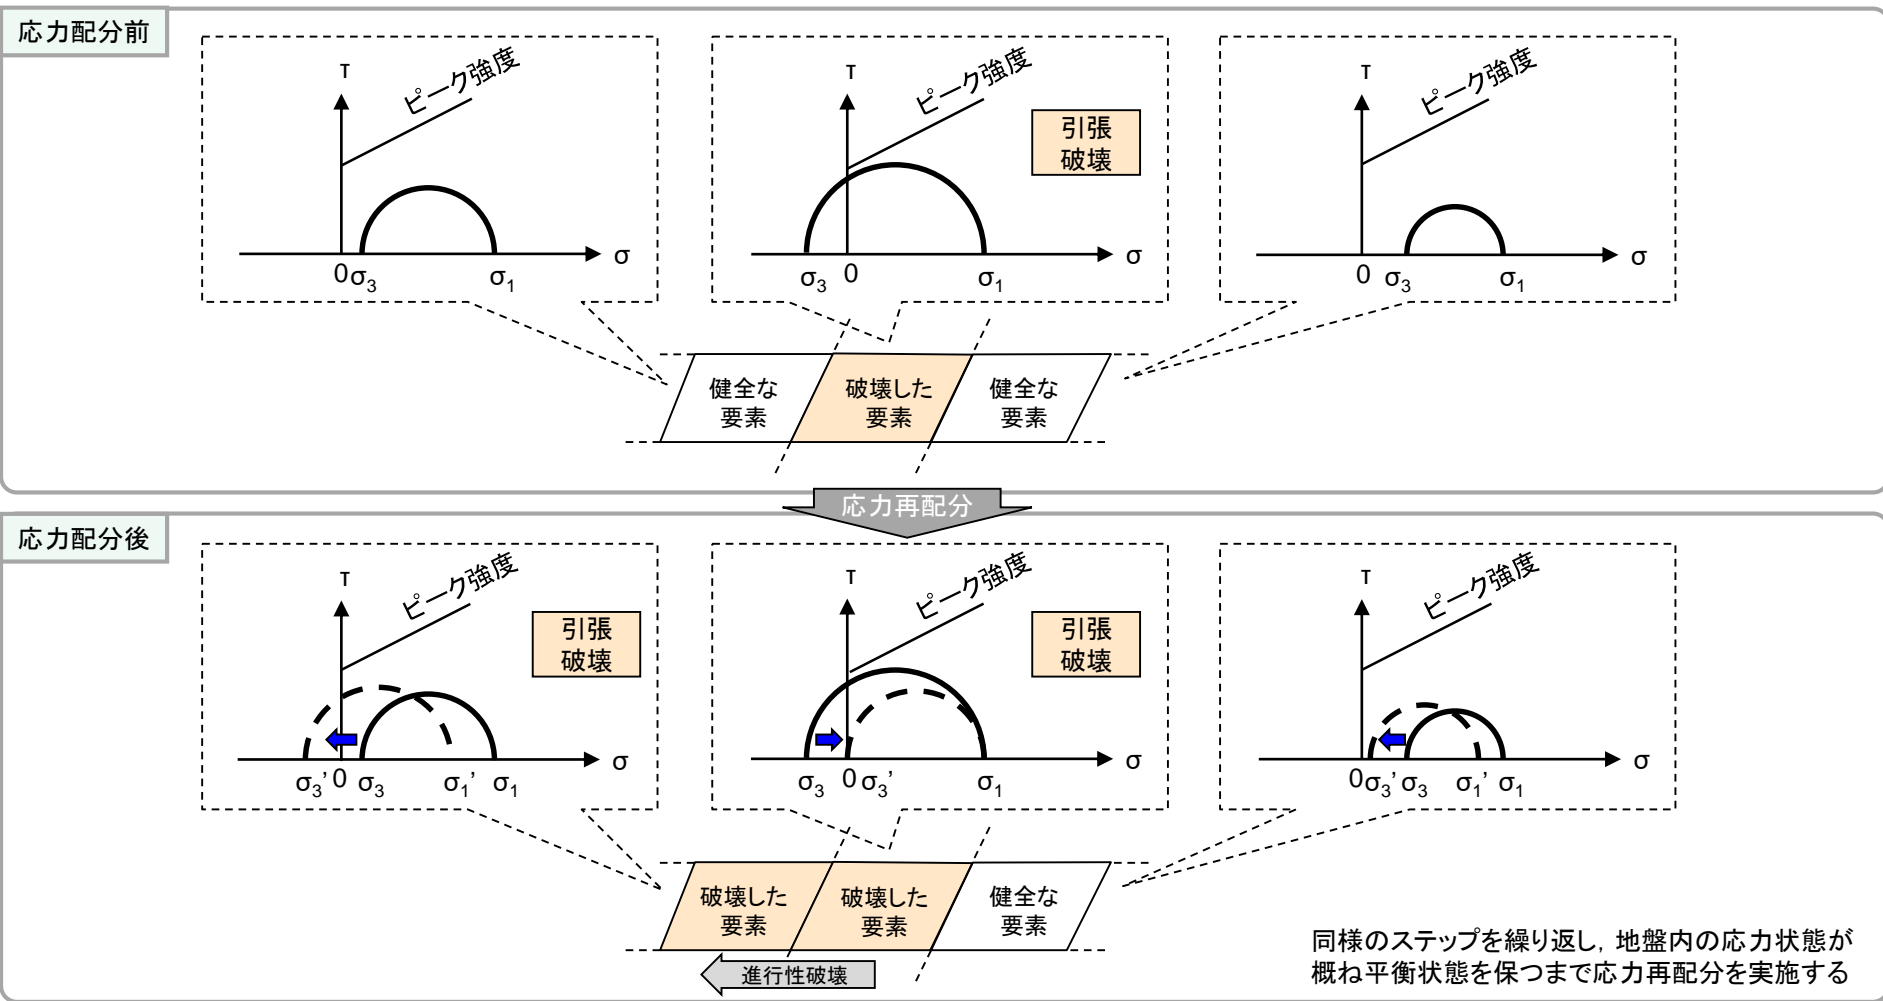 応力配分前
τ
ピーク強度
σ
0 σ3 σ1
τ
ピーク強度
引張
破壊
σ
σ3 0 σ1
τ
ピーク強度
σ
0 σ3 σ1
健全な
要素
破壊した
要素
健全な
要素
応力再配分
応力配分後
τ
ピーク強度
引張
破壊
σ
σ3’ 0 σ3 σ1’ σ1
τ
ピーク強度
引張
破壊
σ
σ3 0 σ3’ σ1
τ
ピーク強度
σ
0 σ3’ σ3 σ1’ σ1
破壊した
要素
破壊した
要素
健全な
要素
進行性破壊
同様のステップを繰り返し，地盤内の応力状態が
概ね平衡状態を保つまで応力再配分を実施する